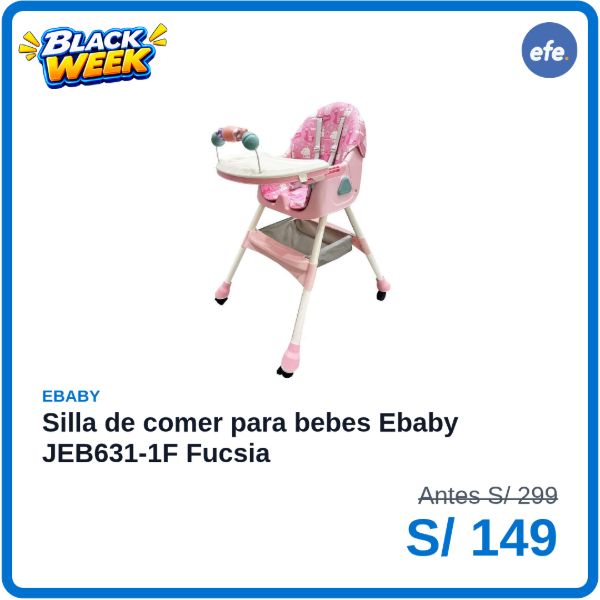 BLACK
WEEK
efe.
EBABY
Silla de comer para bebes Ebaby
JEB631-1F Fucsia
Antes S/ 299
S/ 149